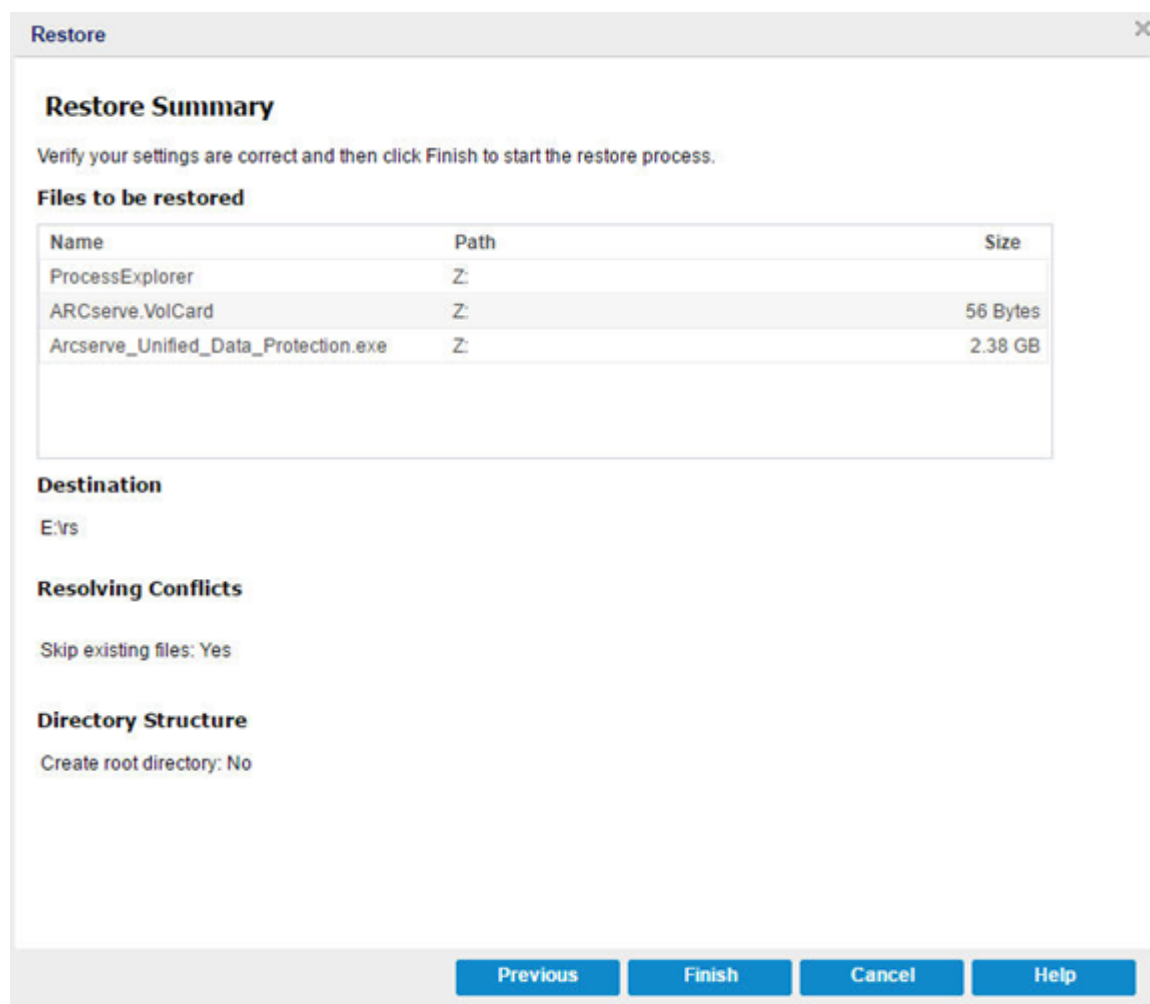 Restore
Restore Summary
Verify your settings are correct and then click Finish to start the restore process.
Files to be restored
Name Path Size
ProcessExplorer Z:
ARCserve.VolCard Z: 56 Bytes
Arcserve_Unified_Data_Protection.exe Z: 2.38 GB
Destination
E:\rs
Resolving Conflicts
Skip existing files: Yes
Directory Structure
Create root directory: No
Previous Finish Cancel Help